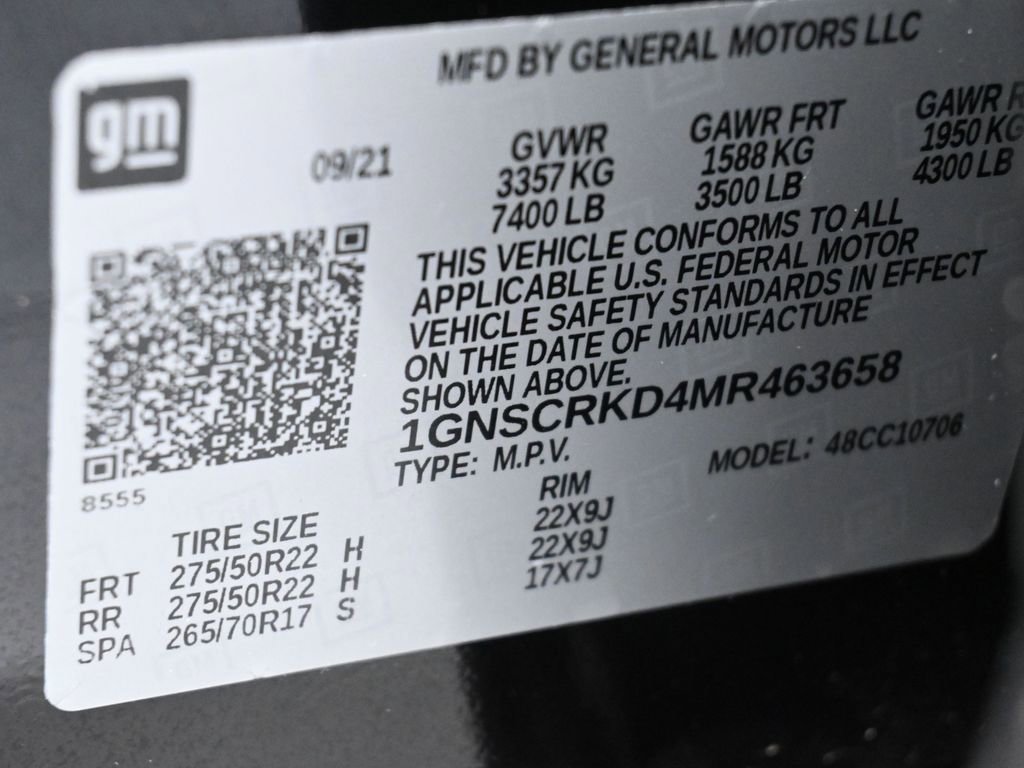 MFD BY GENERAL MOTORS LLC
gm
09/21
GVWR GAWR FRT GAWR
3357 KG 1588 KG 1950 KG
7400 LB 3500 LB 4300 LB
THIS VEHICLE CONFORMS TO ALL
APPLICABLE U.S. FEDERAL MOTOR
VEHICLE SAFETY STANDARDS IN EFFECT
ON THE DATE OF MANUFACTURE
SHOWN ABOVE.
1GNSCRKD4MR463658
TYPE: M.P.V. MODEL: 48CC10706
8555
TIRE SIZE RIM
FRT 275/50R22 H 22X9J
RR 275/50R22 H 22X9J
SPA 265/70R17 S 17X7J